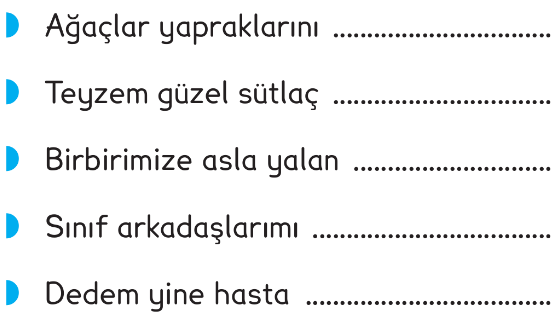 Ağaçlar yapraklarını ................................
Teyzem güzel sütlaç ................................
Birbirimize asla yalan .............................
Sınıf arkadaşlarımı ...................................
Dedem yine hasta ....................................